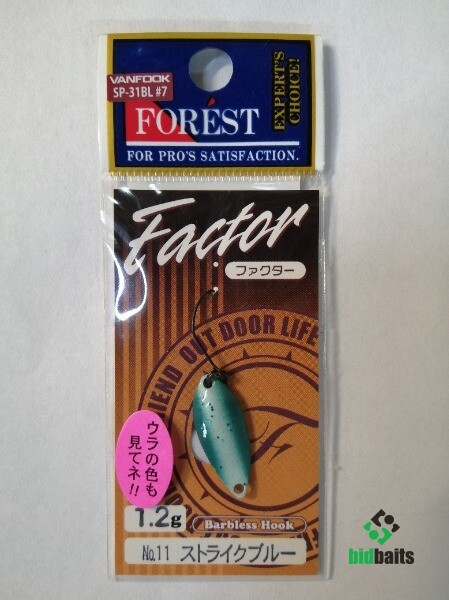 VANFOOK
SP-31BL #7
EXPERT'S
CHOICE!
FORÉST
FOR PRO'S SATISFACTION.
Factor
ファクター
RIEND OUT DOOR LIFE
ウラの色も
見てネ!!
1.2g
Barbless Hook
No.11 ストライクブルー
bidbaits